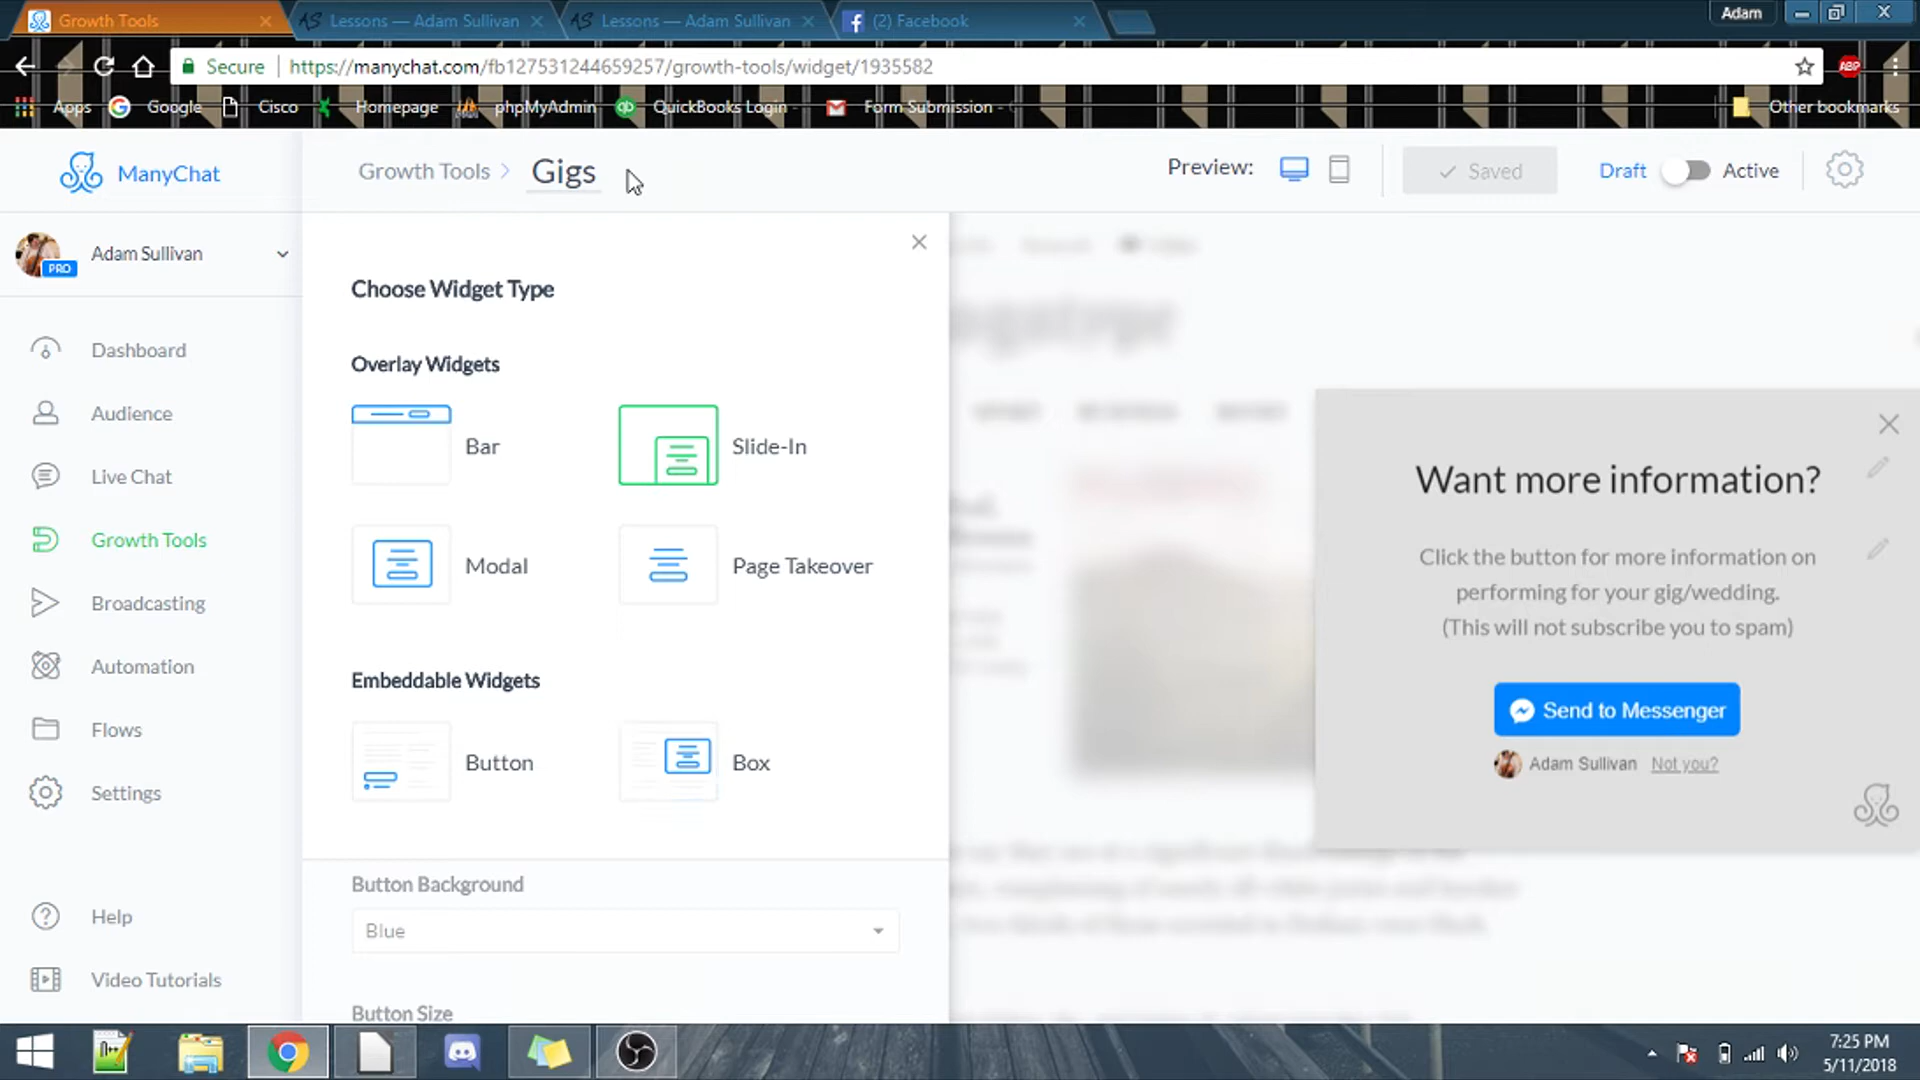 Growth Tools
AS Lessons — Adam Sullivan
AS Lessons — Adam Sullivan
(2) Facebook
Adam
Secure
https://manychat.com/fb127531244659257/growth-tools/widget/1935582
ABP
Apps
Google
Cisco
Homepage
phpMyAdmin
QuickBooks Login -
Form Submission -
Other bookmarks
ManyChat
Growth Tools
Gigs
Preview:
Saved
Draft
Active
Adam Sullivan
PRO
Choose Widget Type
Overlay Widgets
Dashboard
Audience
Live Chat
Growth Tools
Broadcasting
Automation
Flows
Settings
Help
Video Tutorials
Bar
Slide-In
Modal
Page Takeover
Embeddable Widgets
Button
Box
Button Background
Blue
Button Size
Want more information?
Click the button for more information on
performing for your gig/wedding.
(This will not subscribe you to spam)
Send to Messenger
Adam Sullivan Not you?
7:25 PM
5/11/2018